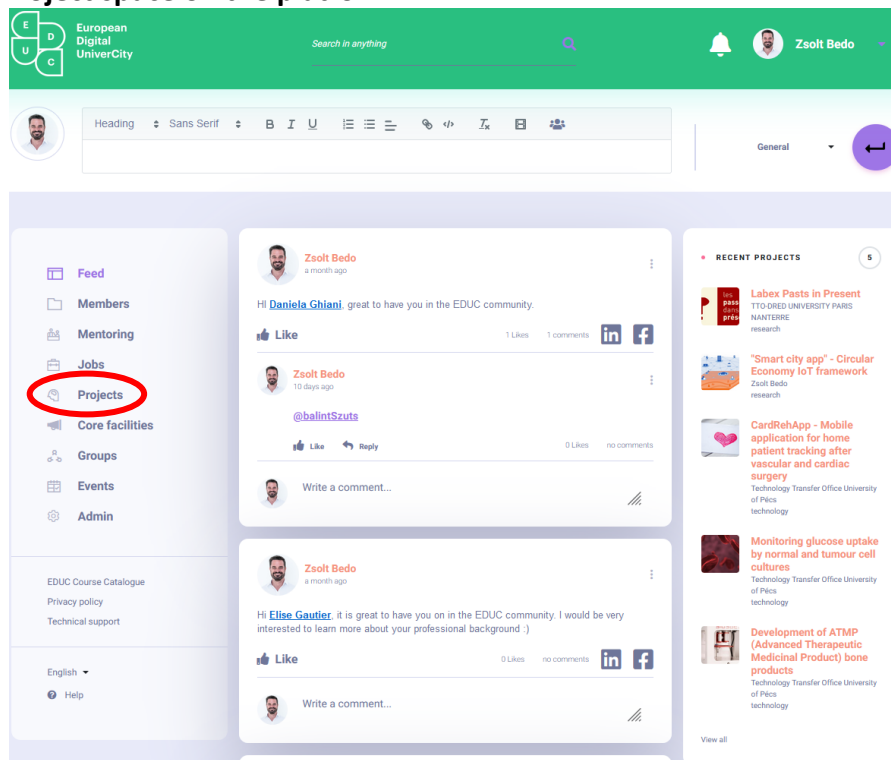 E
D
U
C
European
Digital
UniverCity
Search in anything
Zsolt Bedo
Heading
Sans Serif
B I U
General
Feed
Members
Mentoring
Jobs
Projects
Core facilities
Groups
Events
Admin
EDUC Course Catalogue
Privacy policy
Technical support
English
Help
Zsolt Bedo
a month ago
HI Daniela Ghiani, great to have you in the EDUC community.
Like
1 Likes
1 comments
in f
Zsolt Bedo
10 days ago
@balintSzuts
Like
Reply
0 Likes
no comments
Write a comment...
Zsolt Bedo
a month ago
Hi Elise Gautier, it is great to have you on in the EDUC community. I would be very
interested to learn more about your professional background :)
Like
0 Likes
no comments
in f
Write a comment...
RECENT PROJECTS
5
les
pass
dans
prés
Labex Pasts in Present
TTO-DRED UNIVERSITY PARIS
NANTERRE
research
"Smart city app" - Circular
Economy IoT framework
Zsolt Bedo
research
CardRehApp - Mobile
application for home
patient tracking after
vascular and cardiac
surgery
Technology Transfer Office University
of Pécs
technology
Monitoring glucose uptake
by normal and tumour cell
cultures
Technology Transfer Office University
of Pécs
technology
Development of ATMP
(Advanced Therapeutic
Medicinal Product) bone
products
Technology Transfer Office University
of Pécs
technology
View all